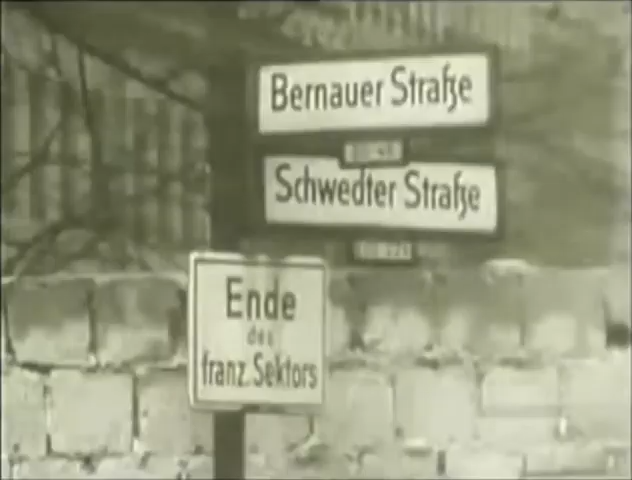 Bernauer Straße
Schwedter Straße
Ende
des
franz. Sektors